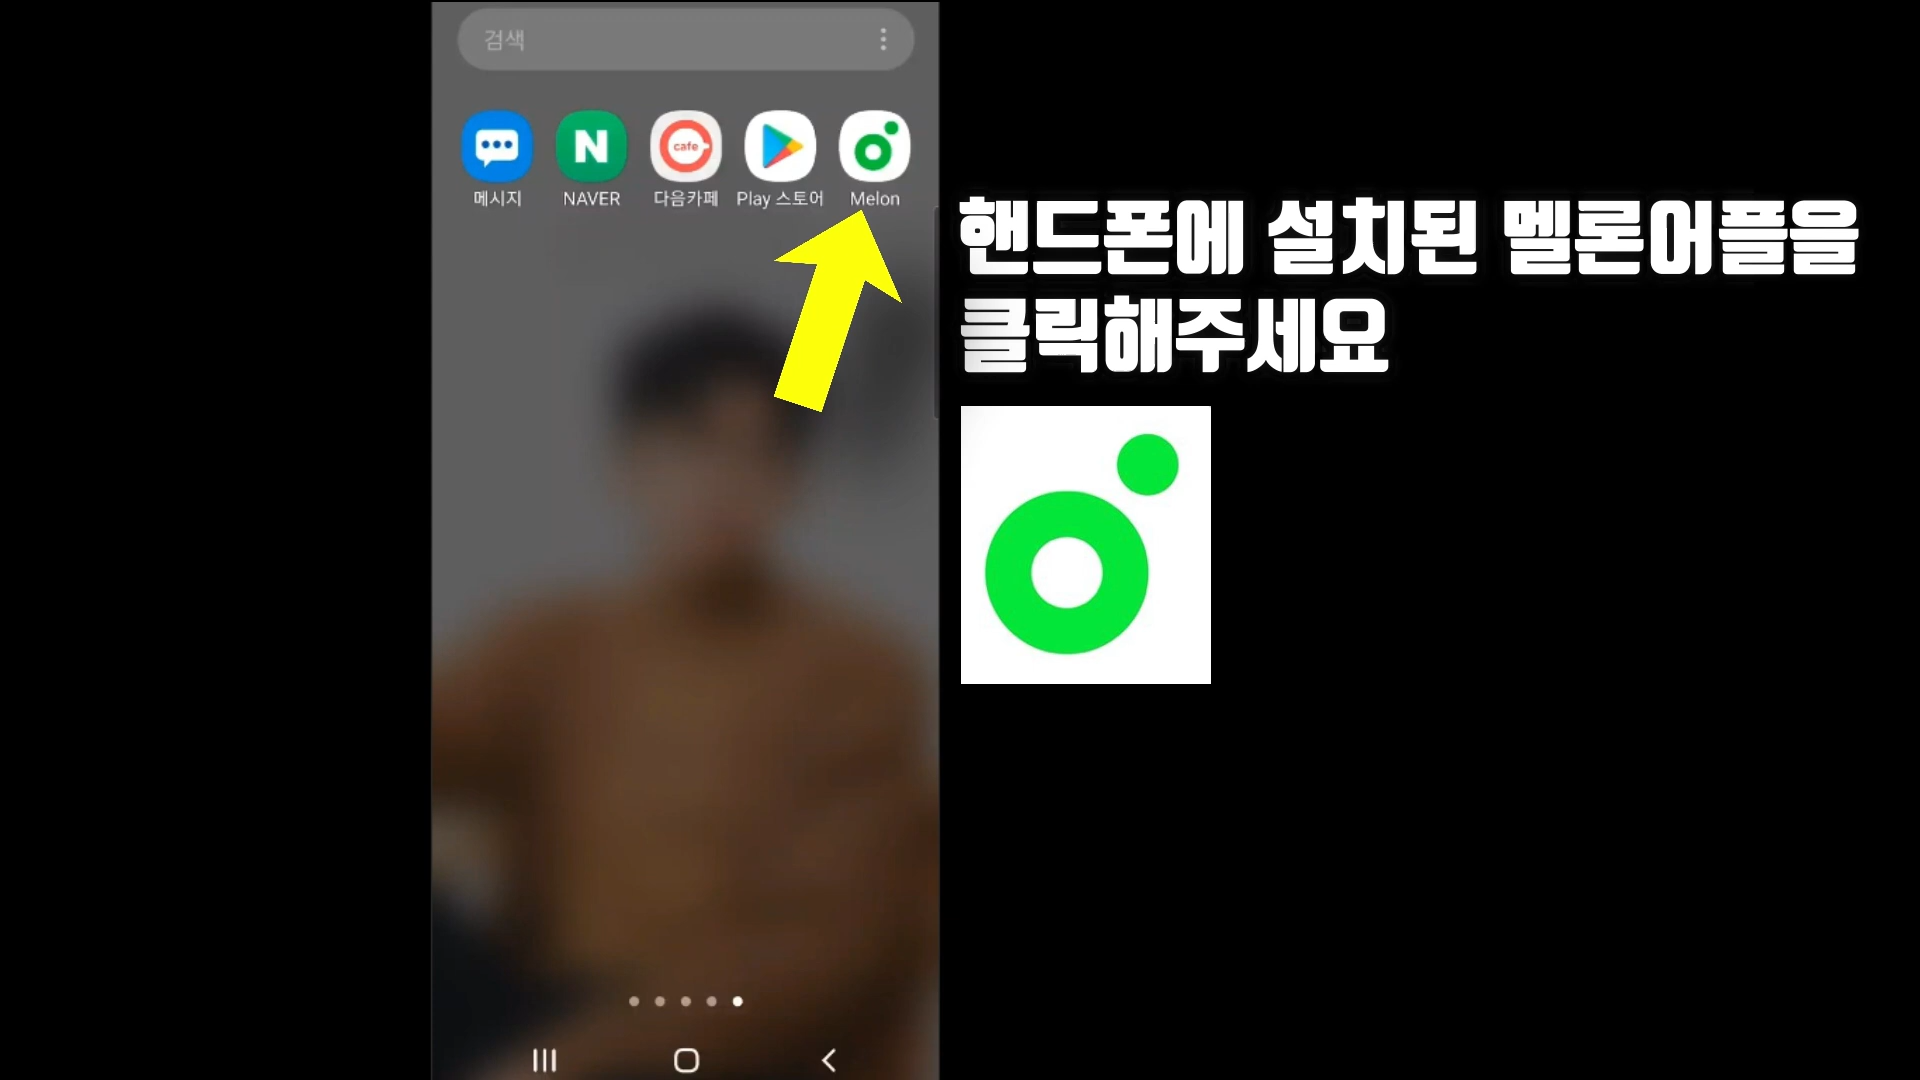 검색
메시지
NAVER
cafe
다음카페
Play 스토어
Melon
핸드폰에 설치된 멜론어플을
클릭해주세요